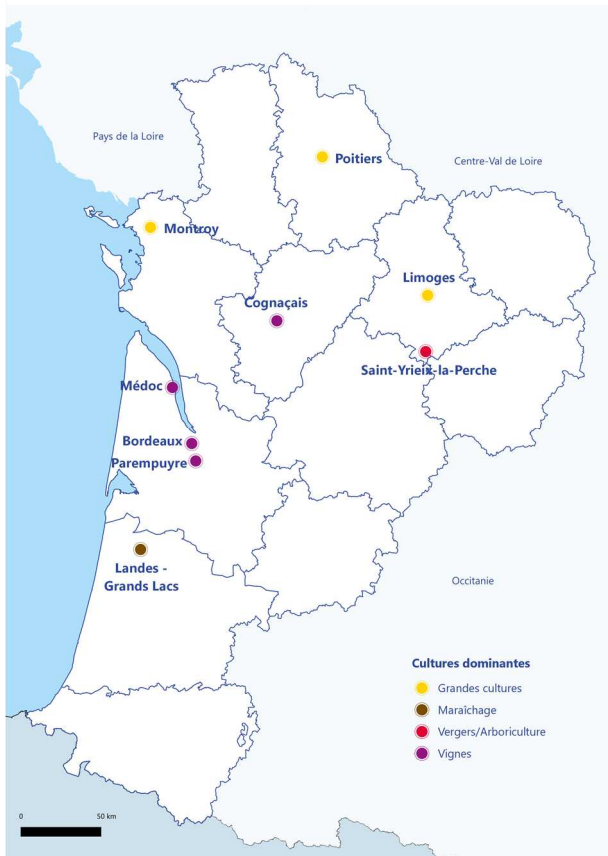 Pays de la Loire
Poitiers
Centre-Val de Loire
Montroy
Limoges
Cognaçais
Saint-Yrieix-la-Perche
Médoc
Bordeaux
Parempuyre
Landes -
Grands Lacs
Occitanie
Cultures dominantes
Grandes cultures
Maraîchage
Vergers/Arboriculture
Vignes
0 50 km